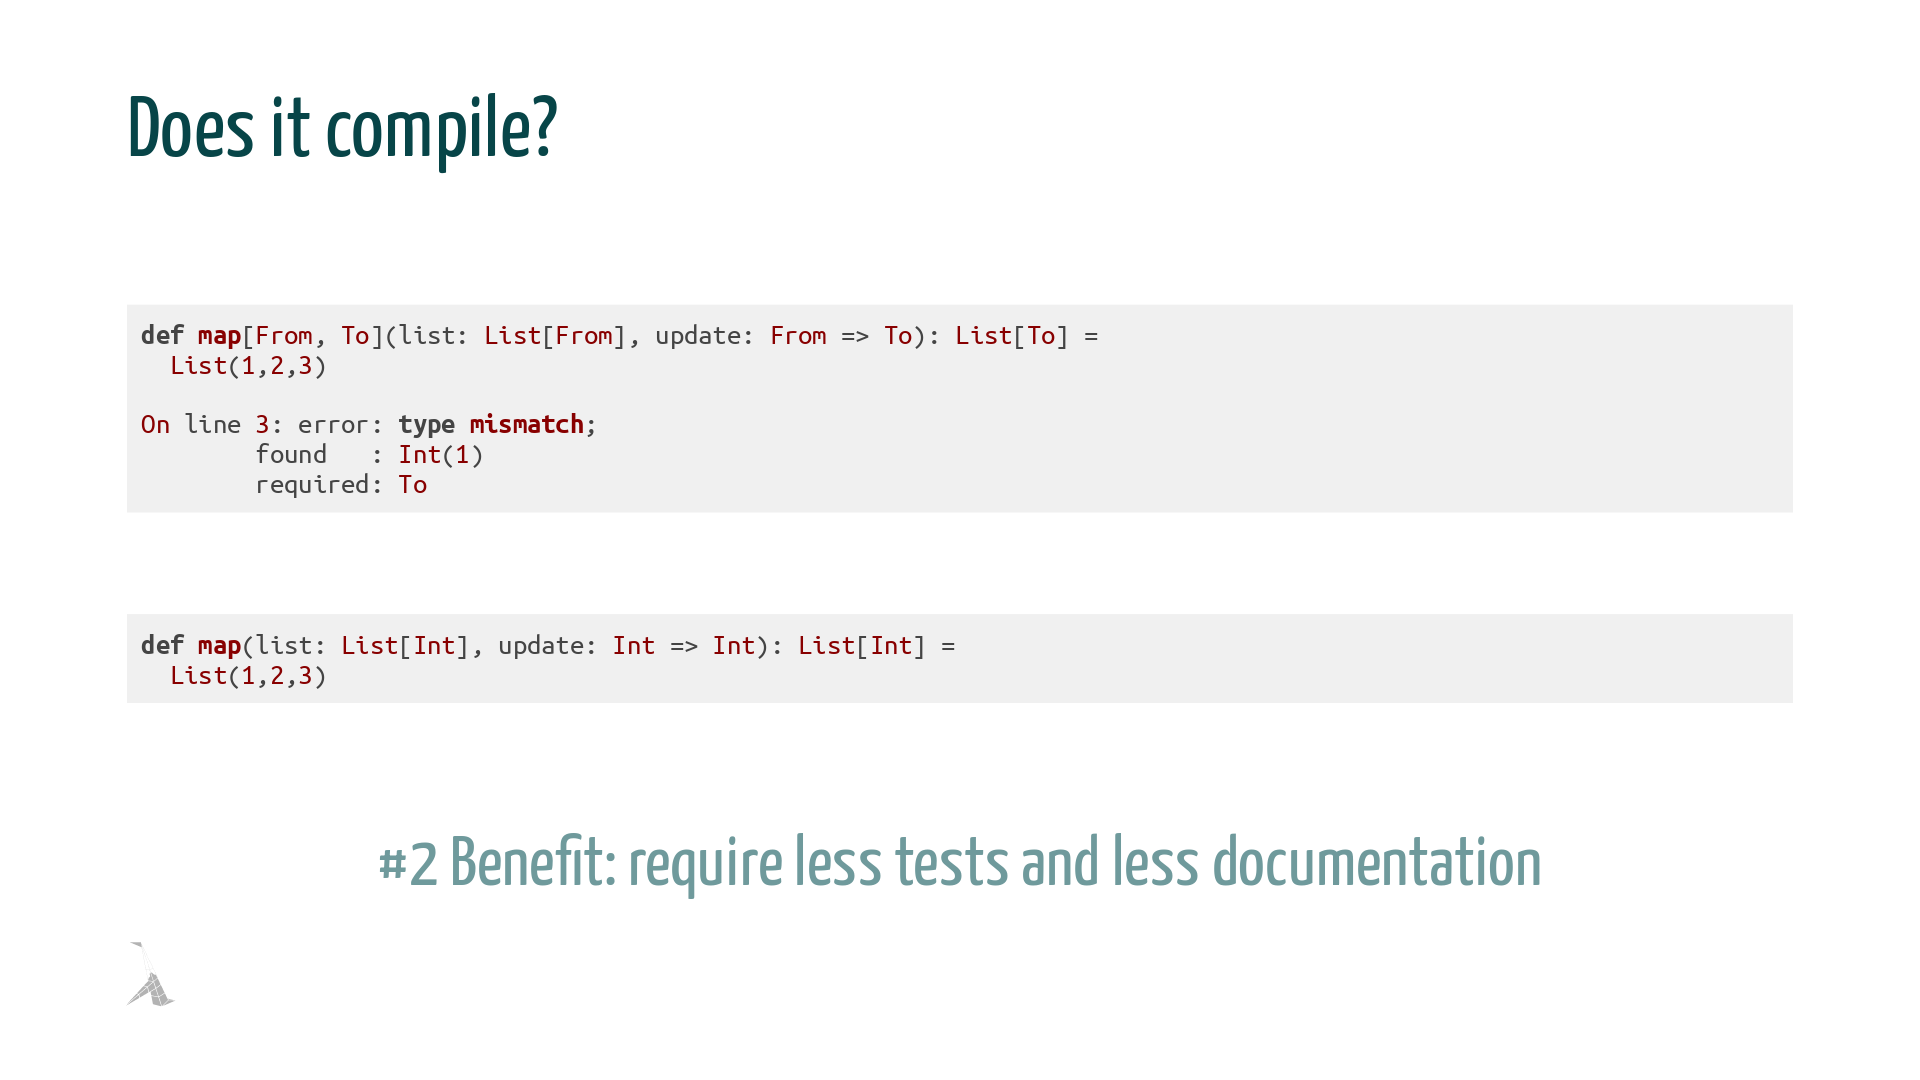 Does it compile?
def map[From, To](list: List[From], update: From => To): List[To] =
  List(1,2,3)
On line 3: error: type mismatch;
        found   : Int(1)
        required: To
def map(list: List[Int], update: Int => Int): List[Int] =
  List(1,2,3)
#2 Benefit: require less tests and less documentation